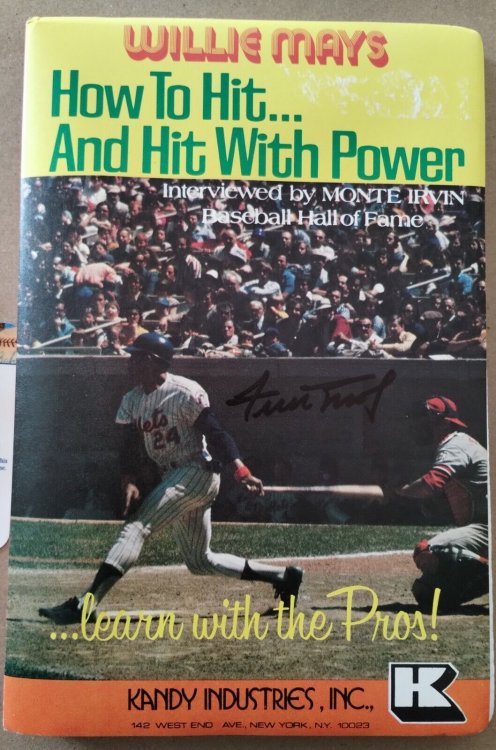 WILLIE MAYS
How To Hit...
And Hit With Power
Interviewed by MONTE IRVIN
Baseball Hall of Fame
Mets
24
...learn with the Pros!
KANDY INDUSTRIES, INC.,
K
142 WEST END AVE., NEW YORK, N.Y. 10023